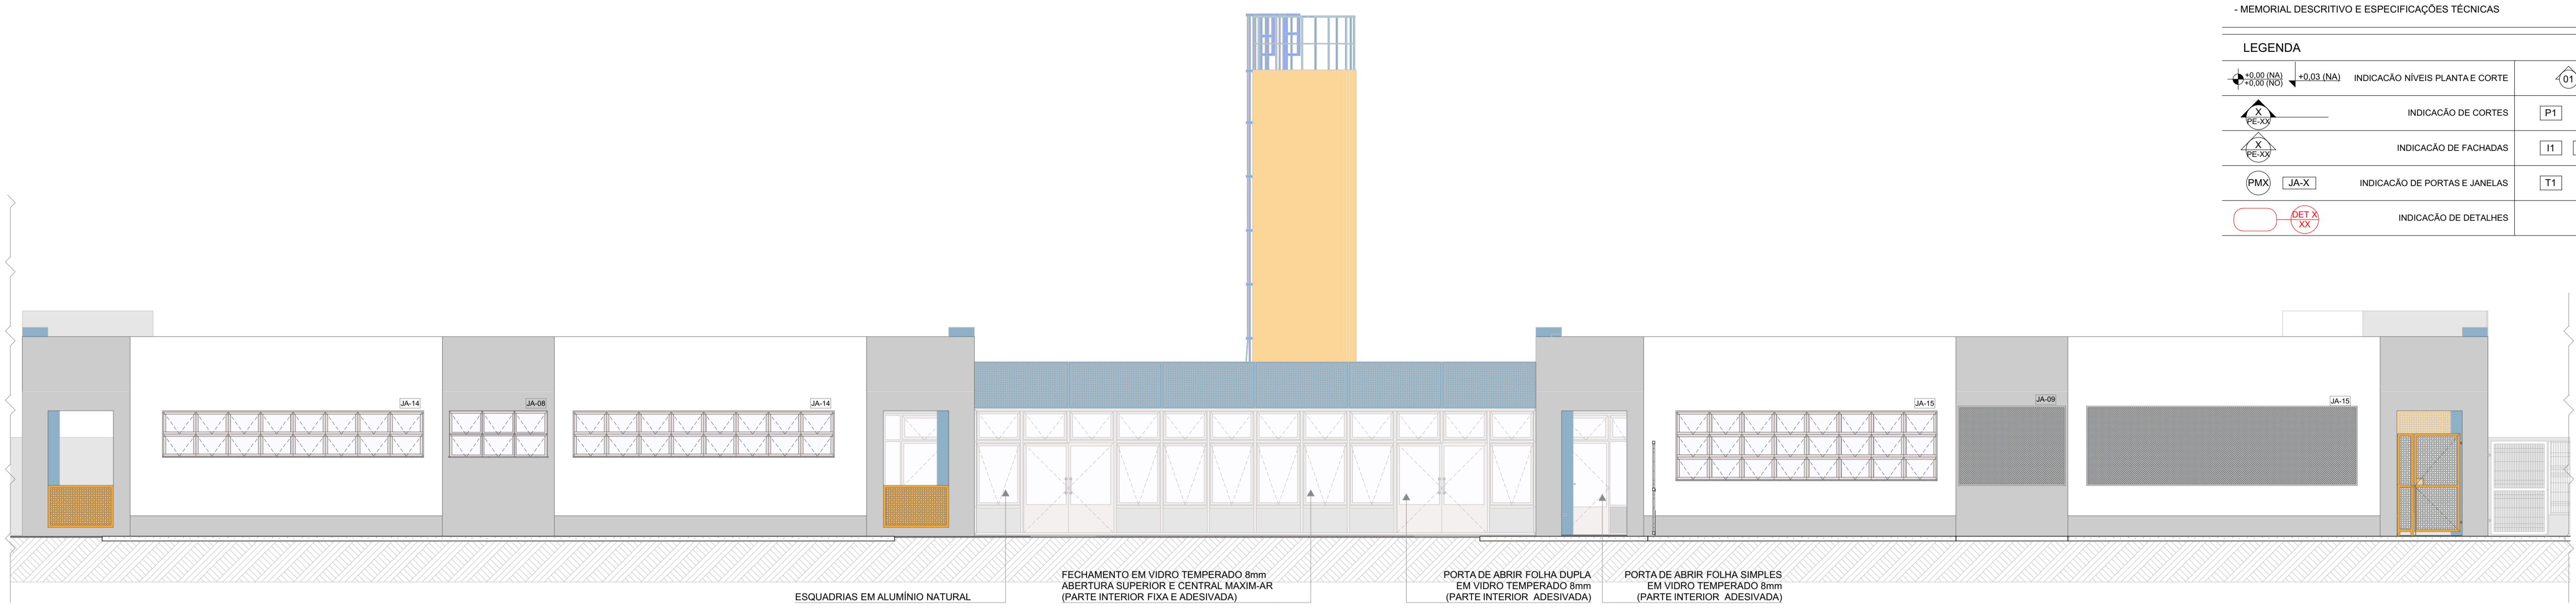 - MEMORIAL DESCRITIVO E ESPECIFICAÇÕES TÉCNICAS
LEGENDA
+0,00 (NA)
+0,00 (NO)
+0,03 (NA)
INDICACÃO NÍVEIS PLANTA E CORTE
01
X
PE-XX
INDICACÃO DE CORTES
P1
X
PE-XX
INDICACÃO DE FACHADAS
I1
PMX
JA-X
INDICACÃO DE PORTAS E JANELAS
T1
DET X
XX
INDICACÃO DE DETALHES
JA-14
JA-08
JA-14
JA-15
JA-09
JA-15
ESQUADRIAS EM ALUMÍNIO NATURAL
FECHAMENTO EM VIDRO TEMPERADO 8mm
ABERTURA SUPERIOR E CENTRAL MAXIM-AR
(PARTE INTERIOR FIXA E ADESIVADA)
PORTA DE ABRIR FOLHA DUPLA
EM VIDRO TEMPERADO 8mm
(PARTE INTERIOR ADESIVADA)
PORTA DE ABRIR FOLHA SIMPLES
EM VIDRO TEMPERADO 8mm
(PARTE INTERIOR ADESIVADA)